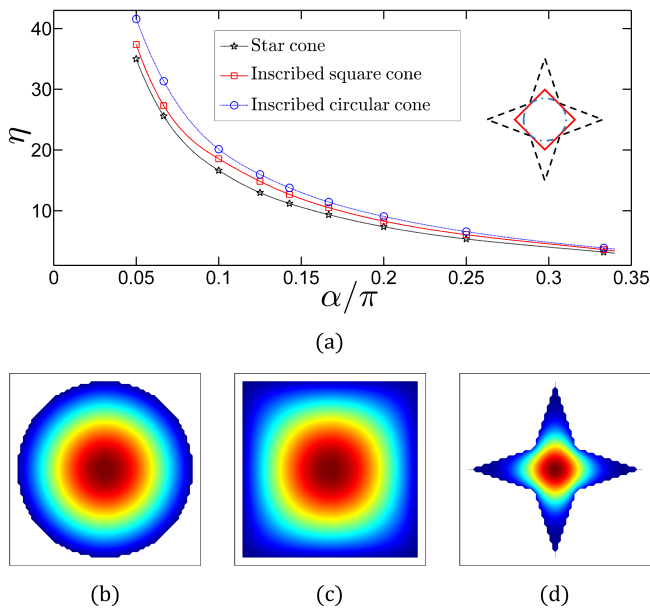 40
30
20
10
η
Star cone
Inscribed square cone
Inscribed circular cone
0 0.05 0.1 0.15 0.2 0.25 0.3 0.35
α/π
(a)
(b) (c) (d)